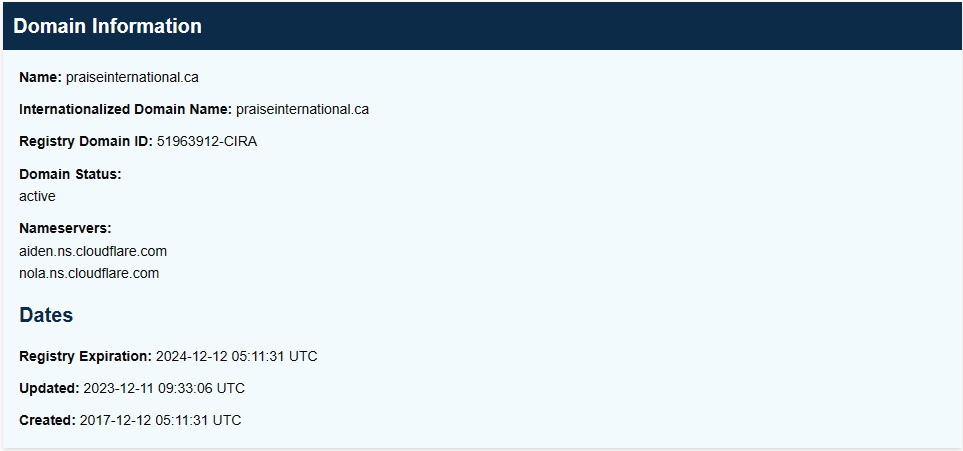 Domain Information
Name: praiseinternational.ca
Internationalized Domain Name: praiseinternational.ca
Registry Domain ID: 51963912-CIRA
Domain Status:
active
Nameservers:
aiden.ns.cloudflare.com
nola.ns.cloudflare.com
Dates
Registry Expiration: 2024-12-12 05:11:31 UTC
Updated: 2023-12-11 09:33:06 UTC
Created: 2017-12-12 05:11:31 UTC